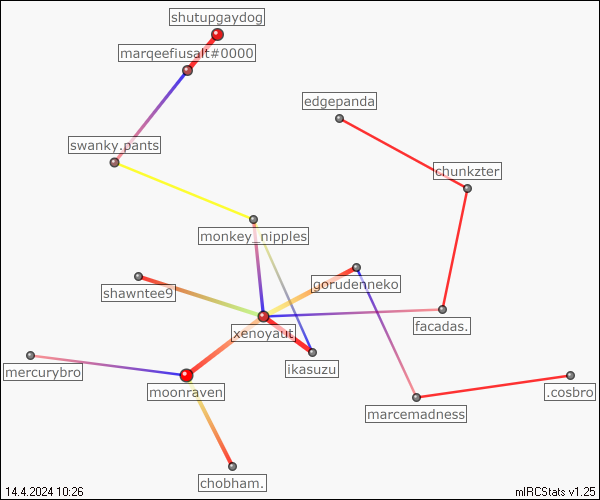 shutupgaydog
marqeefiusalt#0000
edgepanda
swanky.pants
chunkzter
monkey_nipples
gorudenneko
shawntee9
facadas.
xenoyaut
ikasuzu
mercurybro
moonraven
.cosbro
marcemadness
chobham.
14.4.2024 10:26
mIRCStats v1.25